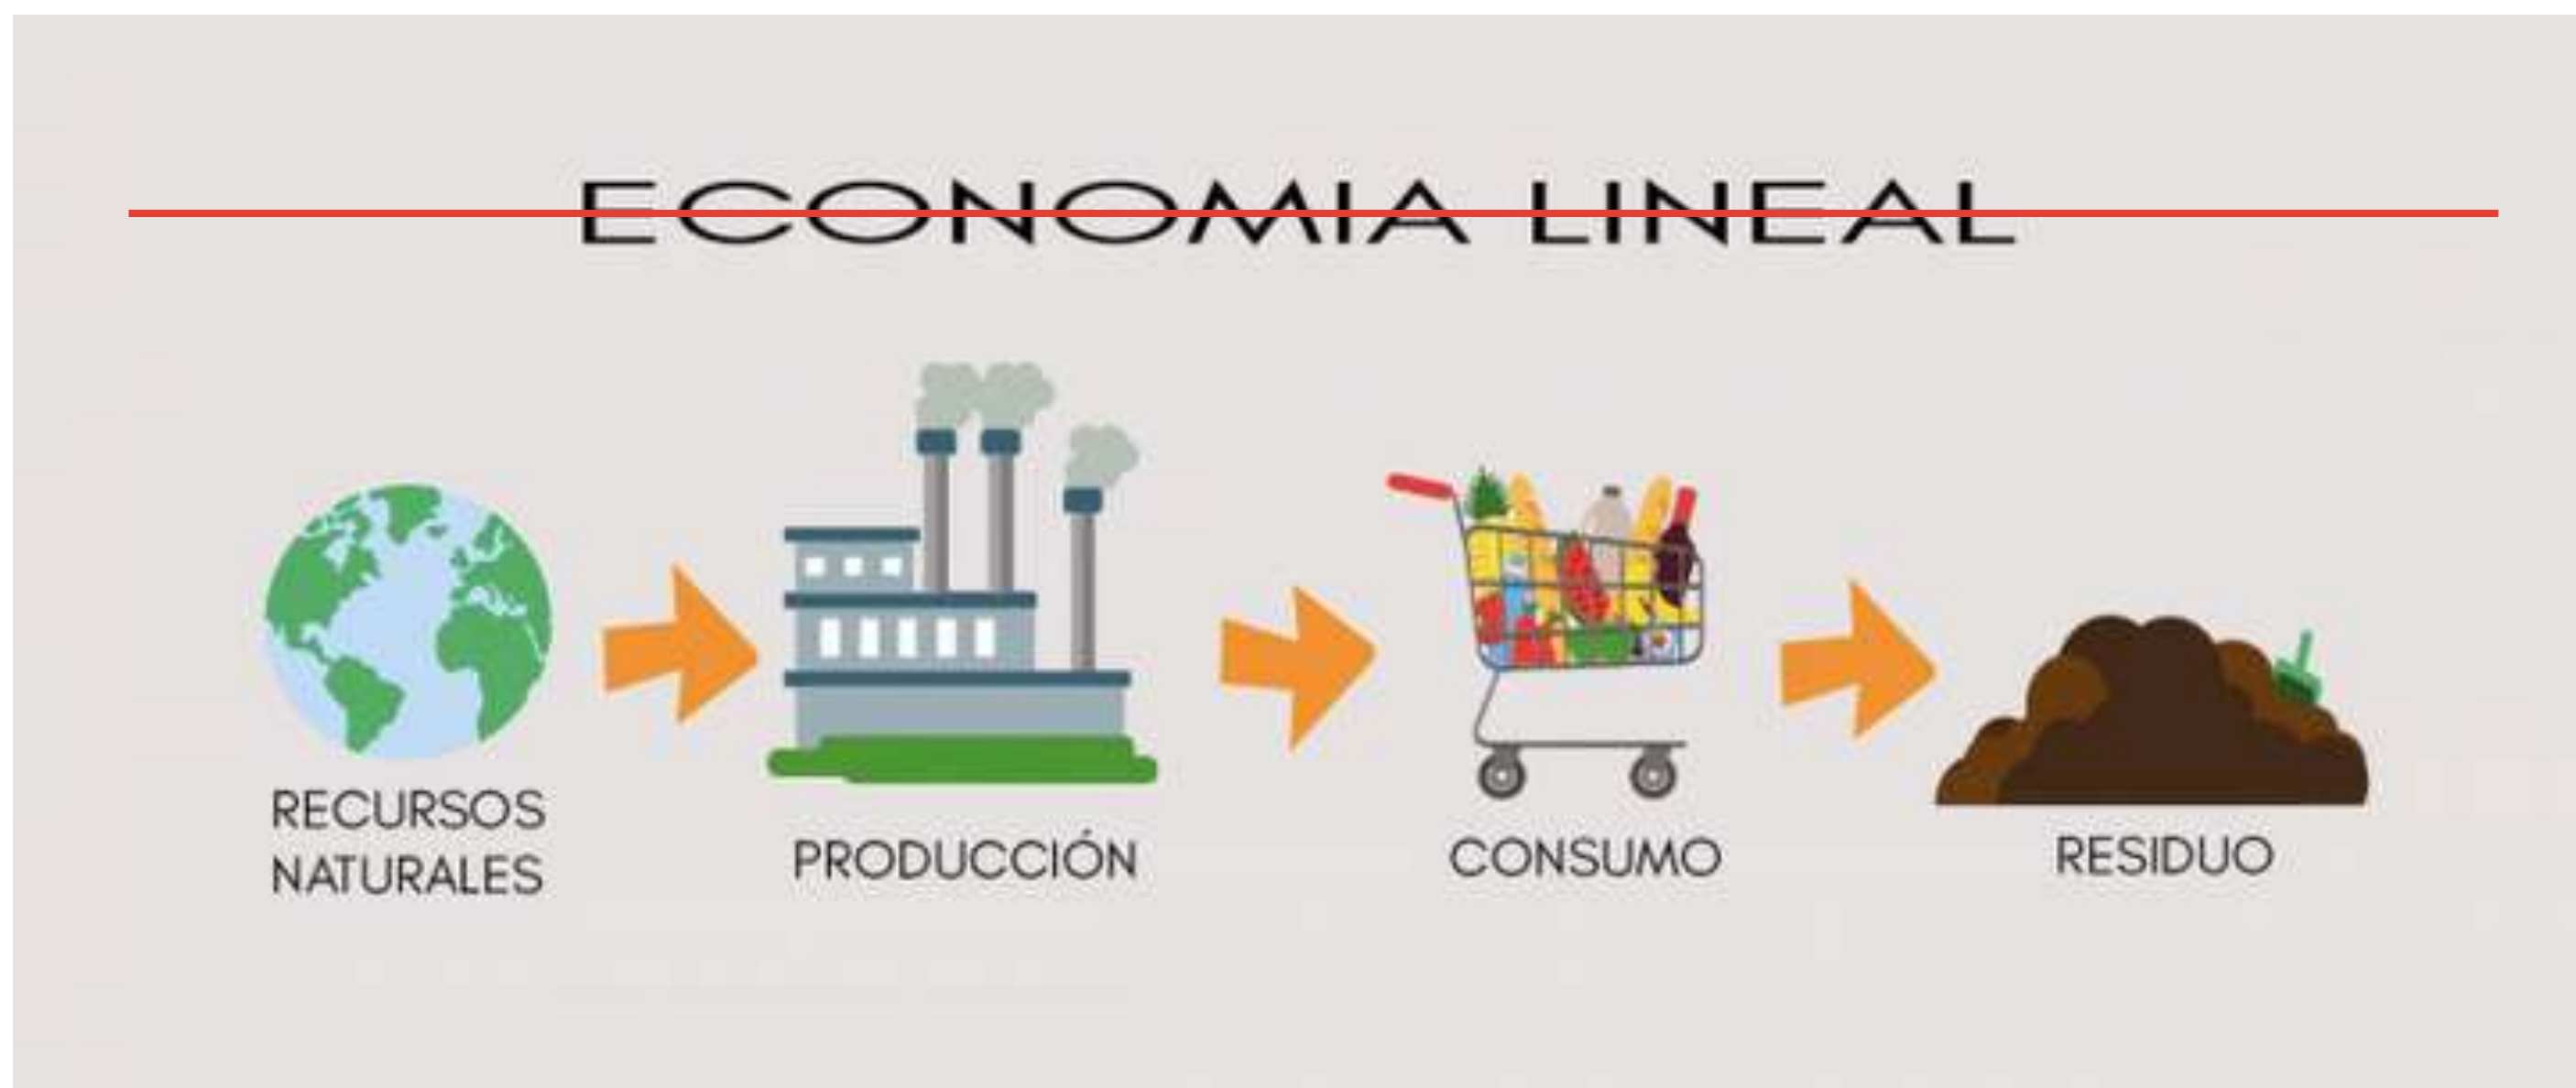 ECONOMIA LINEAL
RECURSOS
NATURALES
PRODUCCIÓN
CONSUMO
RESIDUO